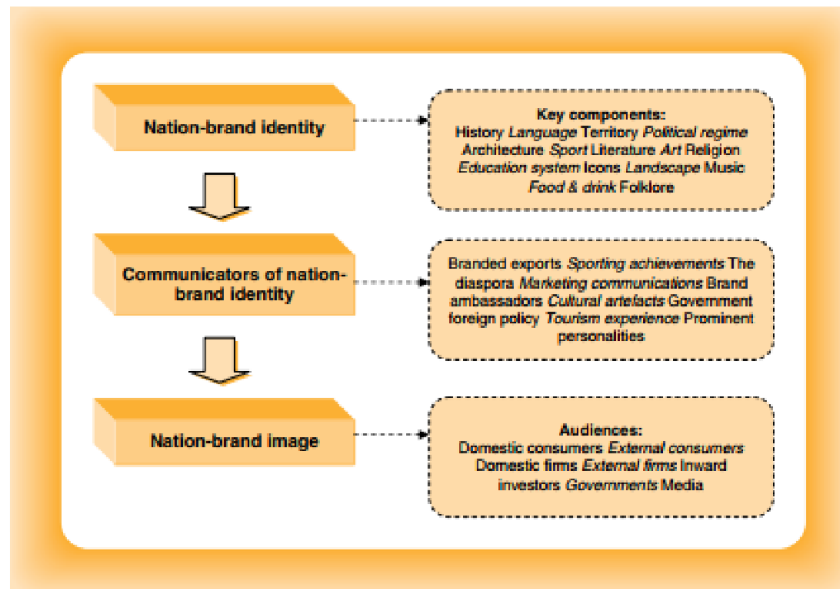 Nation-brand identity
Key components:
History Language Territory Political regime
Architecture Sport Literature Art Religion
Education system Icons Landscape Music
Food & drink Folklore
Communicators of nation-
brand identity
Branded exports Sporting achievements The
diaspora Marketing communications Brand
ambassadors Cultural artefacts Government
foreign policy Tourism experience Prominent
personalities
Nation-brand image
Audiences:
Domestic consumers External consumers
Domestic firms External firms Inward
investors Governments Media